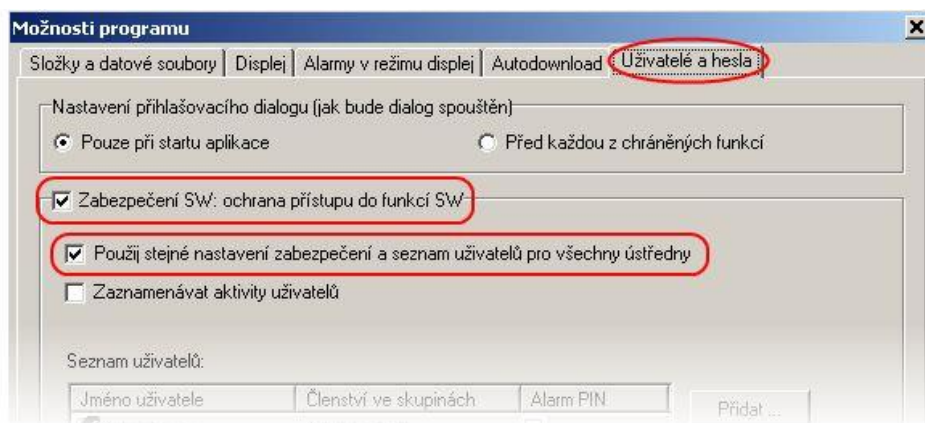 Možnosti programu
Složky a datové soubory Displej Alarmy v režimu displej Autodownload Uživatelé a hesla
Nastavení přihlašovacího dialogu (jak bude dialog spouštěn)
Pouze při startu aplikace Před každou z chráněných funkcí
Zabezpečení SW: ochrana přístupu do funkcí SW
Použij stejné nastavení zabezpečení a seznam uživatelů pro všechny ústředny
Zaznamenávat aktivity uživatelů
Seznam uživatelů:
Jméno uživatele Členství ve skupinách Alarm PIN Přidat ...